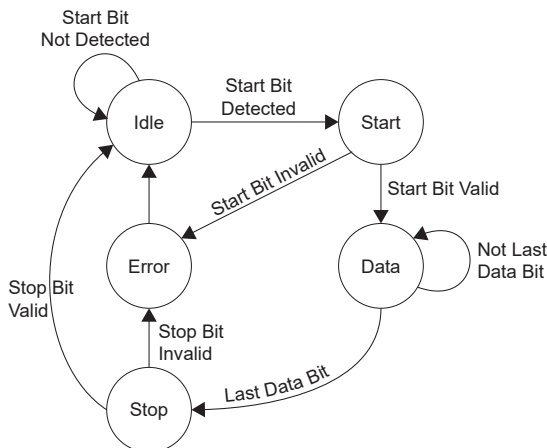 Start Bit
Not Detected
Start Bit
Detected
Idle
Start
Start Bit Invalid
Start Bit Valid
Error
Data
Not Last
Data Bit
Stop Bit
Valid
Stop Bit
Invalid
Last Data Bit
Stop